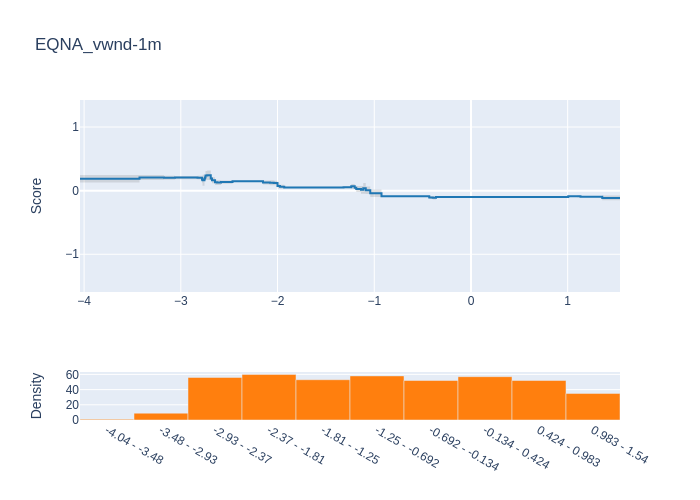 EQNA_vwnd-1m
Score
1
0
−1
−4
−3
−2
−1
0
1
Density
60
40
20
0
-4.04 - -3.48
-3.48 - -2.93
-2.93 - -2.37
-2.37 - -1.81
-1.81 - -1.25
-1.25 - -0.692
-0.692 - -0.134
-0.134 - 0.424
0.424 - 0.983
0.983 - 1.54